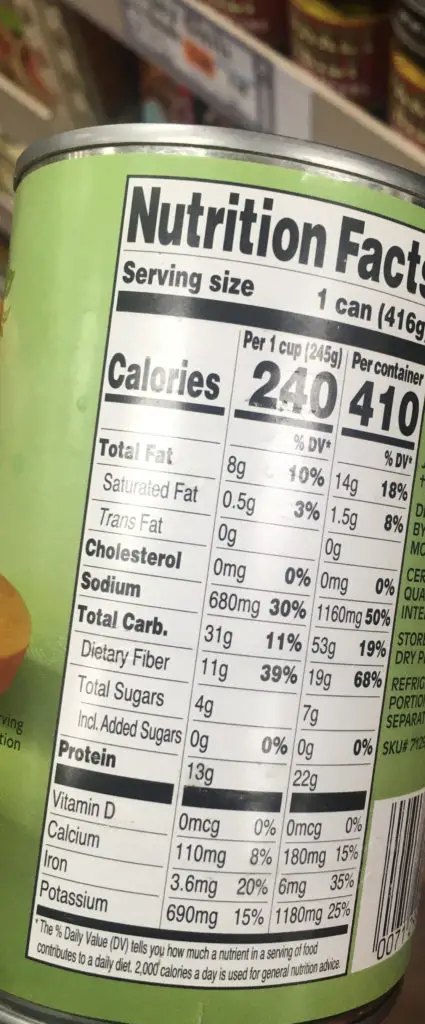 Nutrition Facts
Serving size 1 can (416g
Per 1 cup (245g) Per container
Calories 240 410
% DV* % DV*
Total Fat 8g 10% 14g 18%
Saturated Fat 0.5g 3% 1.5g 8%
Trans Fat 0g 0g
Cholesterol 0mg 0% 0mg 0%
Sodium 680mg 30% 1160mg 50%
Total Carb. 31g 11% 53g 19%
Dietary Fiber 11g 39% 19g 68%
Total Sugars 4g 7g
Incl. Added Sugars 0g 0% 0g 0%
Protein 13g 22g
Vitamin D 0mcg 0% 0mcg 0%
Calcium 110mg 8% 180mg 15%
Iron 3.6mg 20% 6mg 35%
Potassium 690mg 15% 1180mg 25%
*The % Daily Value (DV) tells you how much a nutrient in a serving of food
contributes to a daily diet. 2,000 calories a day is used for general nutrition advice.
BY
CER
QUA
INTE
STORE
DRY P
REFRIG
PORTIO
SEPARAT
SKU# 7129
ving
tion